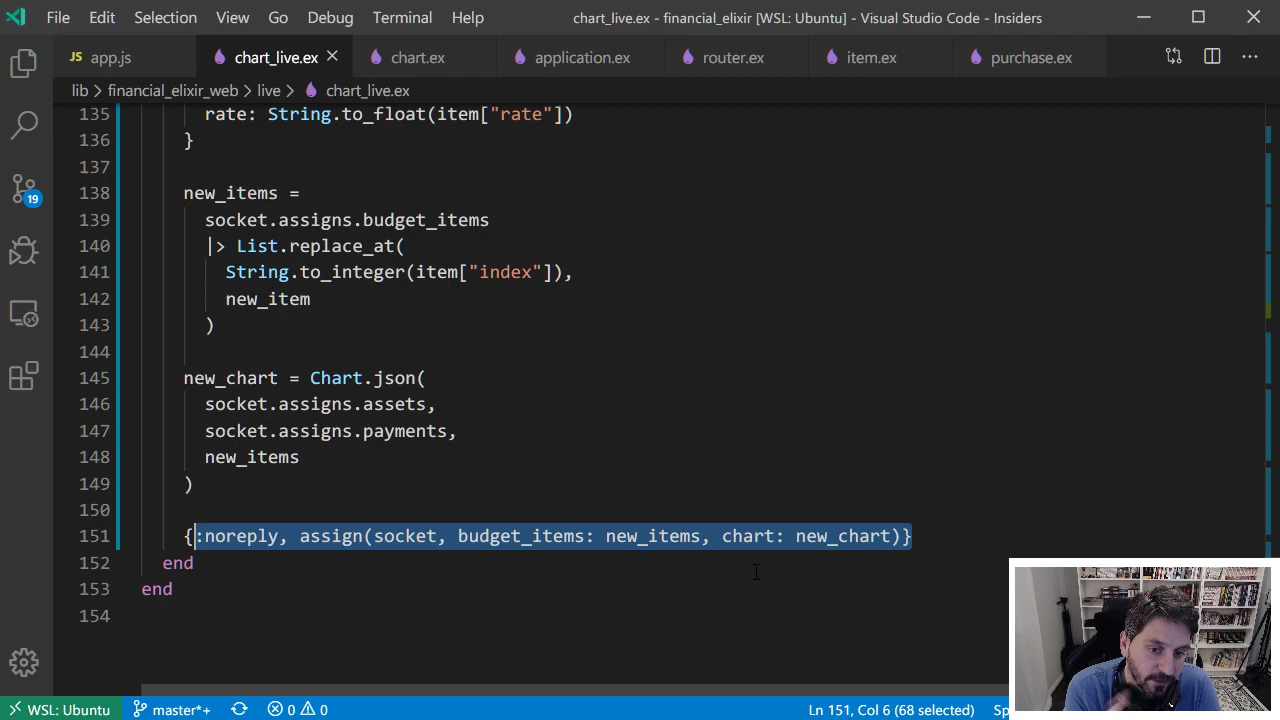 File Edit Selection View Go Debug Terminal Help chart_live.ex - financial_elixir [WSL: Ubuntu] - Visual Studio Code - Insiders
JS app.js chart_live.ex chart.ex application.ex router.ex item.ex purchase.ex
lib > financial_elixir_web > live > chart_live.ex
135 rate: String.to_float(item["rate"])
136 }
137
138 new_items =
139 socket.assigns.budget_items
140 |> List.replace_at(
141 String.to_integer(item["index"]),
142 new_item
143 )
144
145 new_chart = Chart.json(
146 socket.assigns.assets,
147 socket.assigns.payments,
148 new_items
149 )
150
151 {:noreply, assign(socket, budget_items: new_items, chart: new_chart)}
152 end
153 end
154
19
WSL: Ubuntu master*+ 0 0 Ln 151, Col 6 (68 selected) Sp